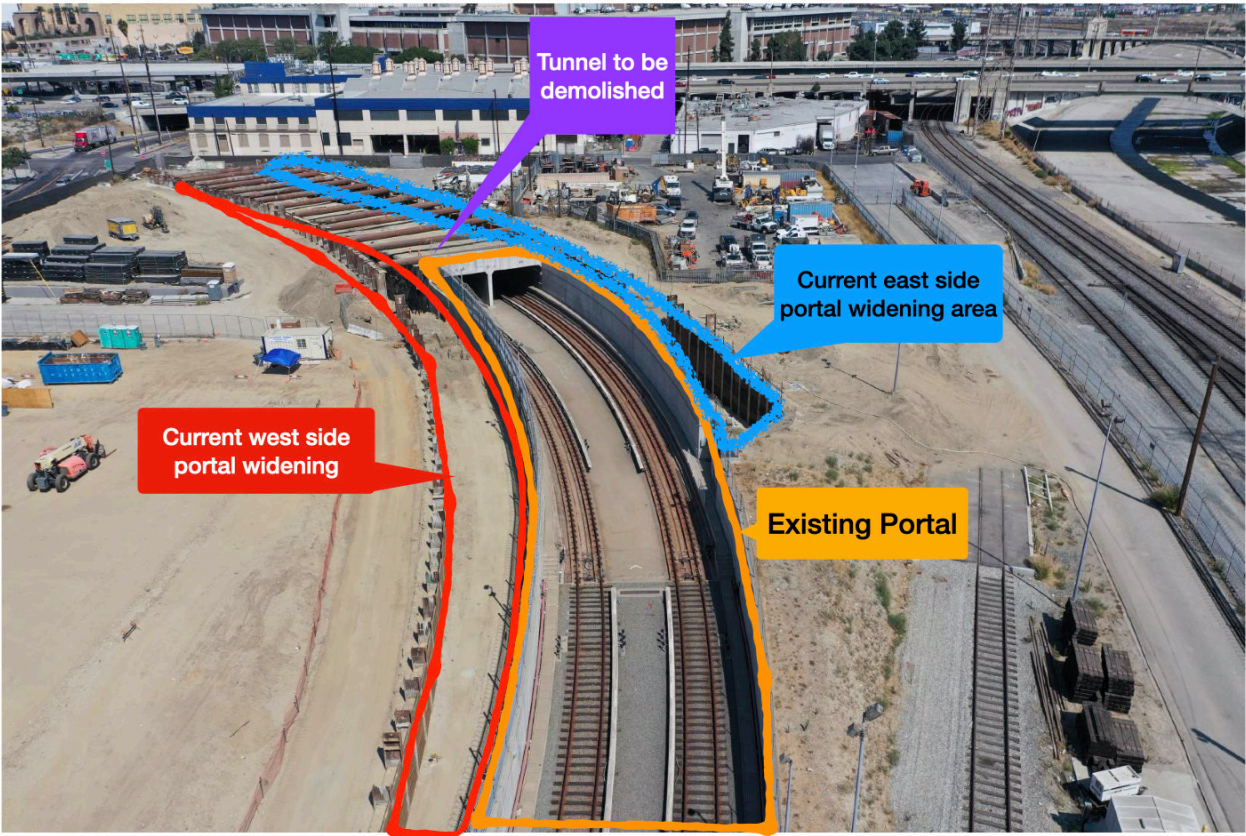 Tunnel to be
demolished
Current east side
portal widening area
Current west side
portal widening
Existing Portal